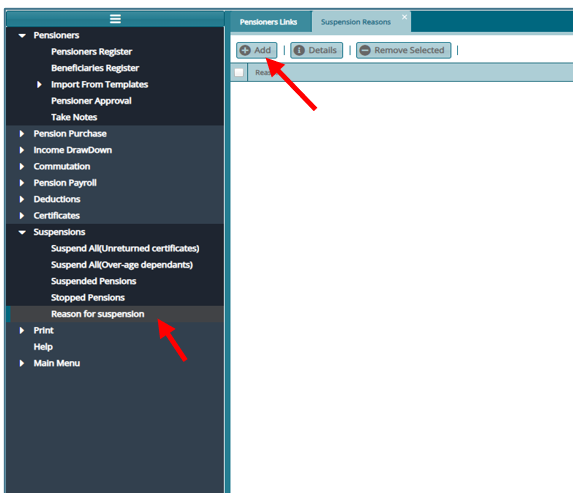 Pensioners
Pensioners Register
Beneficiaries Register
Import From Templates
Pensioner Approval
Take Notes
Pension Purchase
Income DrawDown
Commutation
Pension Payroll
Deductions
Certificates
Suspensions
Suspend All(Unreturned certificates)
Suspend All(Over-age dependants)
Suspended Pensions
Stopped Pensions
Reason for suspension
Print
Help
Main Menu
Pensioners Links Suspension Reasons ×
Add | Details | Remove Selected |